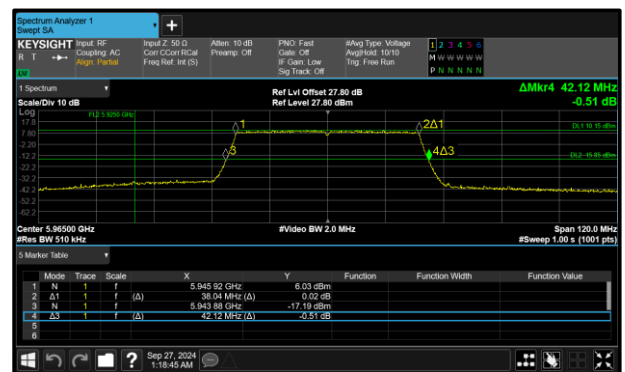 Spectrum Analyzer 1
Swept SA
+
KEYSIGHT Input: RF Input Z: 50 Ω Atten: 10 dB PNO: Fast #Avg Type: Voltage 1 2 3 4 5 6
R T Coupling: AC Corr CCorr RCal Preamp: Off Gate: Off Avg|Hold: 10/10 M W W W W W
Align: Partial Freq Ref: Int (S) IF Gain: Low Trig: Free Run P N N N N N
Sig Track: Off
1 Spectrum Ref Lvl Offset 27.80 dB ΔMkr4 42.12 MHz
Scale/Div 10 dB Ref Level 27.80 dBm -0.51 dB
Log
17.8
7.80
-2.20
-12.2
-22.2
-32.2
-42.2
-52.2
-62.2
FL2 5.9250 GHz
1
2Δ1
3
4Δ3
DL1 10.15 dBm
DL2 -15.85 dBm
Center 5.96500 GHz #Video BW 2.0 MHz Span 120.0 MHz
#Res BW 510 kHz #Sweep 1.00 s (1001 pts)
5 Marker Table
Mode Trace Scale X Y Function Function Width Function Value
1 N 1 f 5.945 92 GHz 6.03 dBm
2 Δ1 1 f (Δ) 38.04 MHz (Δ) 0.02 dB
3 N 1 f 5.943 88 GHz -17.19 dBm
4 Δ3 1 f (Δ) 42.12 MHz (Δ) -0.51 dB
5
6
?
Sep 27, 2024
1:18:45 AM